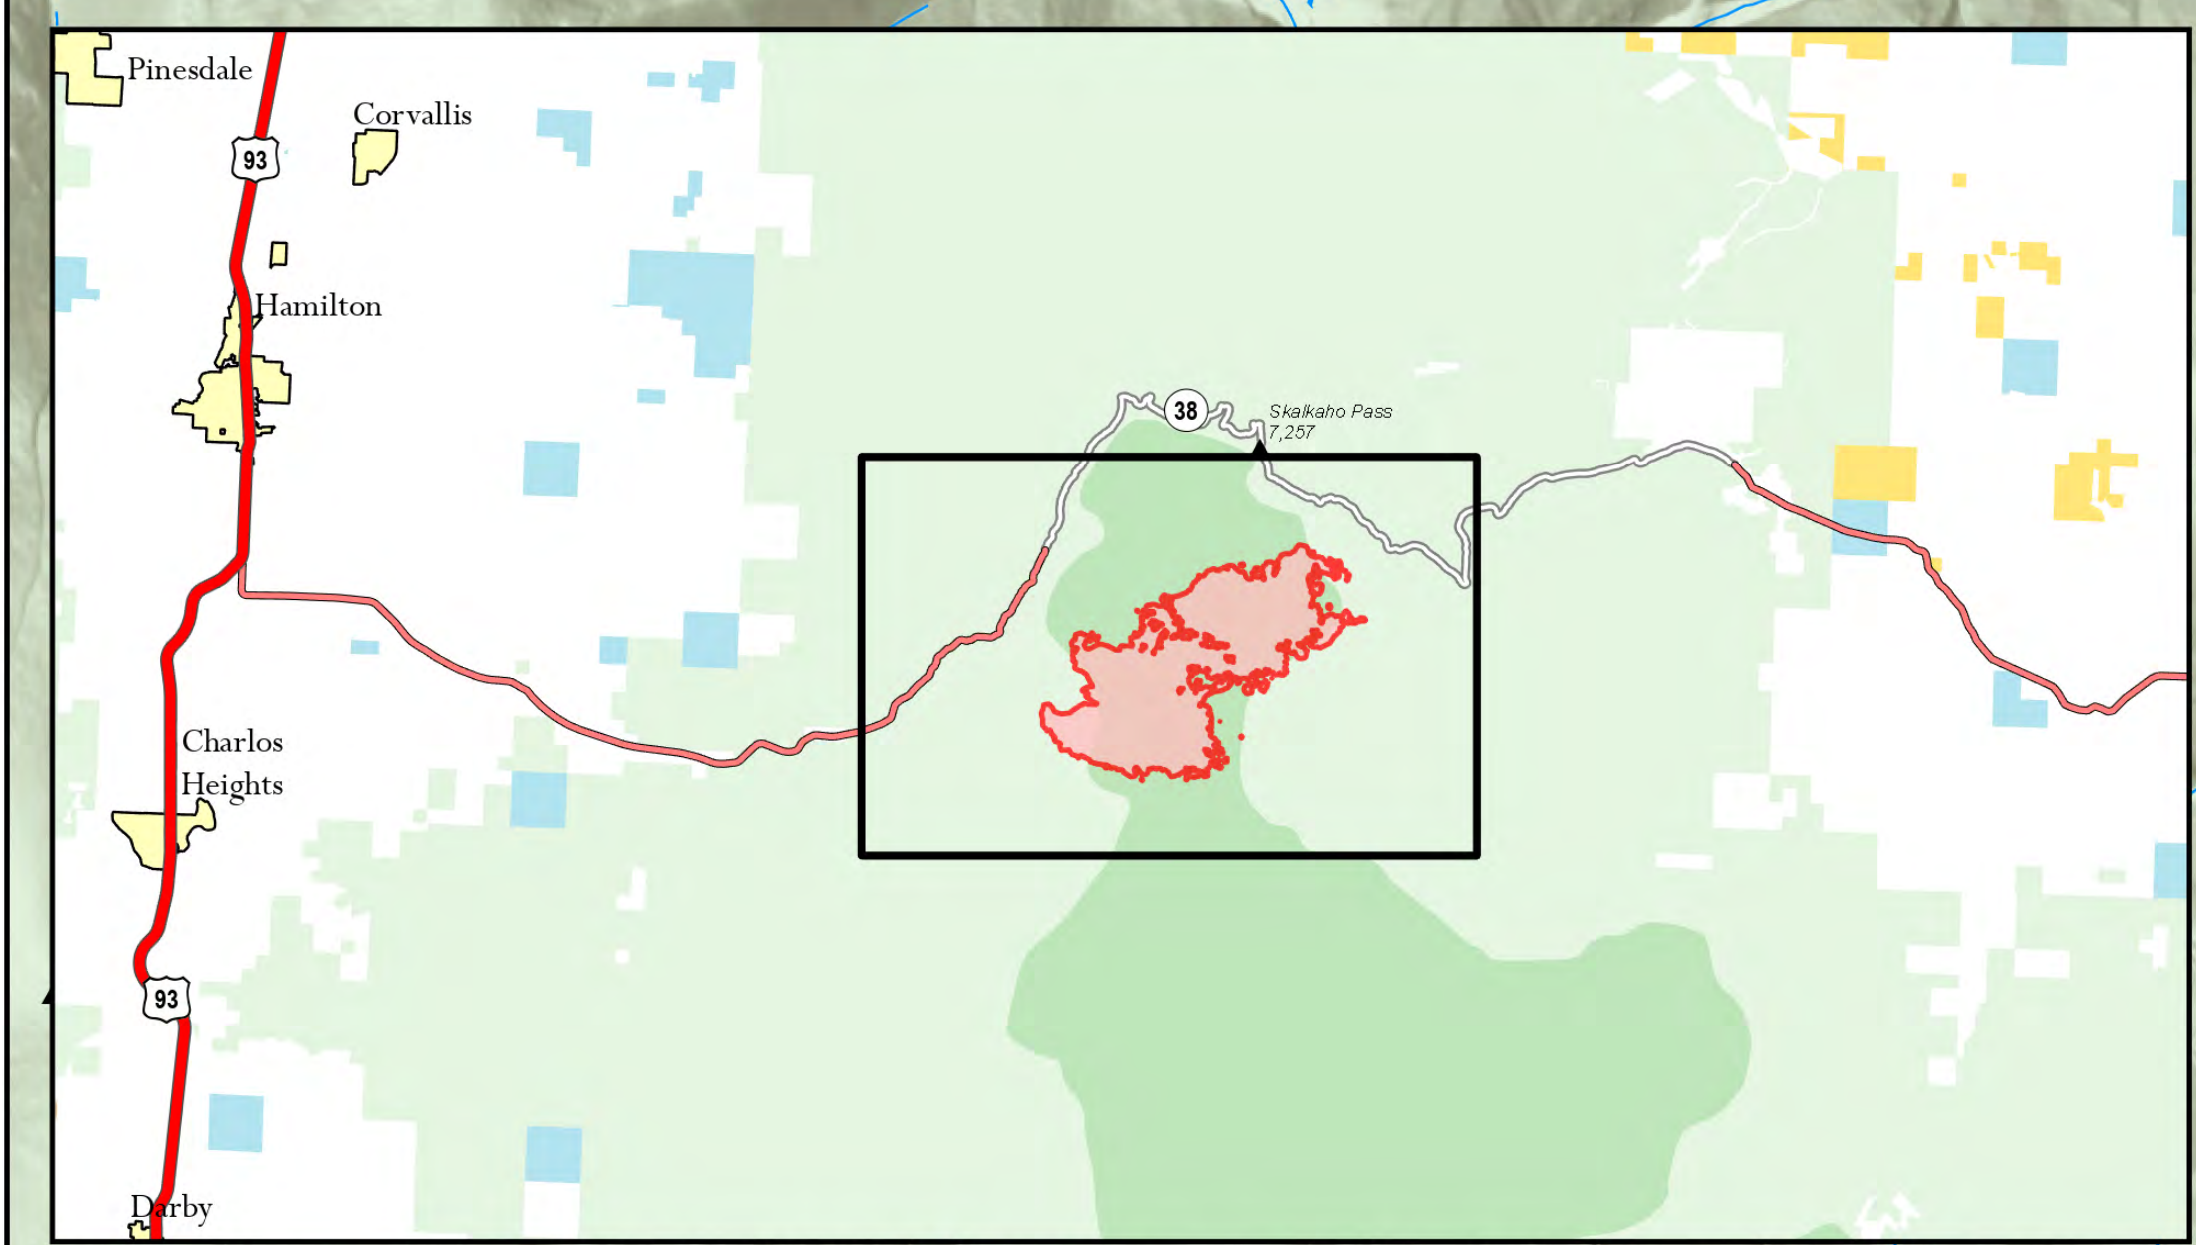 Pinesdale
Corvallis
93
Hamilton
38
Skalkaho Pass
7,257
Charlos
Heights
93
Darby